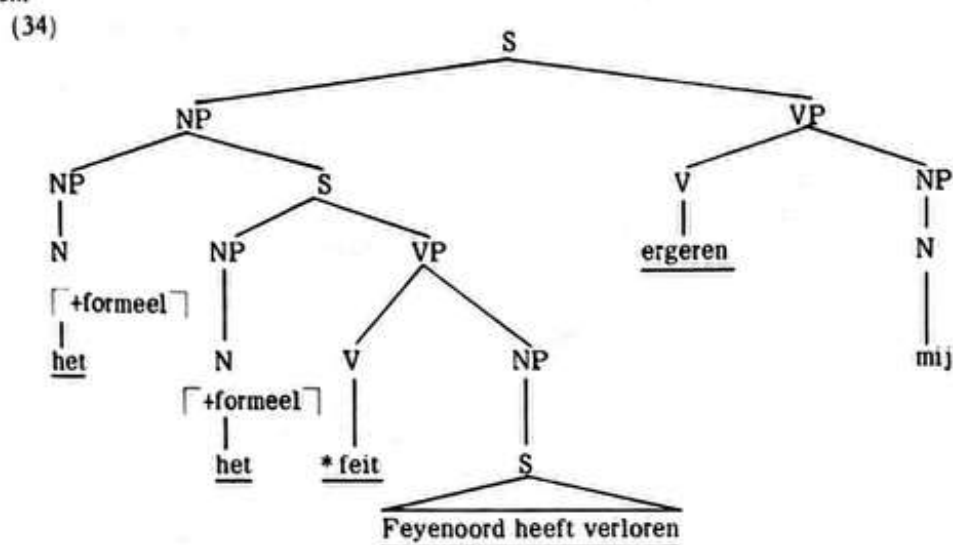 (34)
S
NP VP
NP S V NP
N NP VP ergeren N
⌈+formeel⌉
het N V NP mij
⌈+formeel⌉
het *feit S
Feyenoord heeft verloren